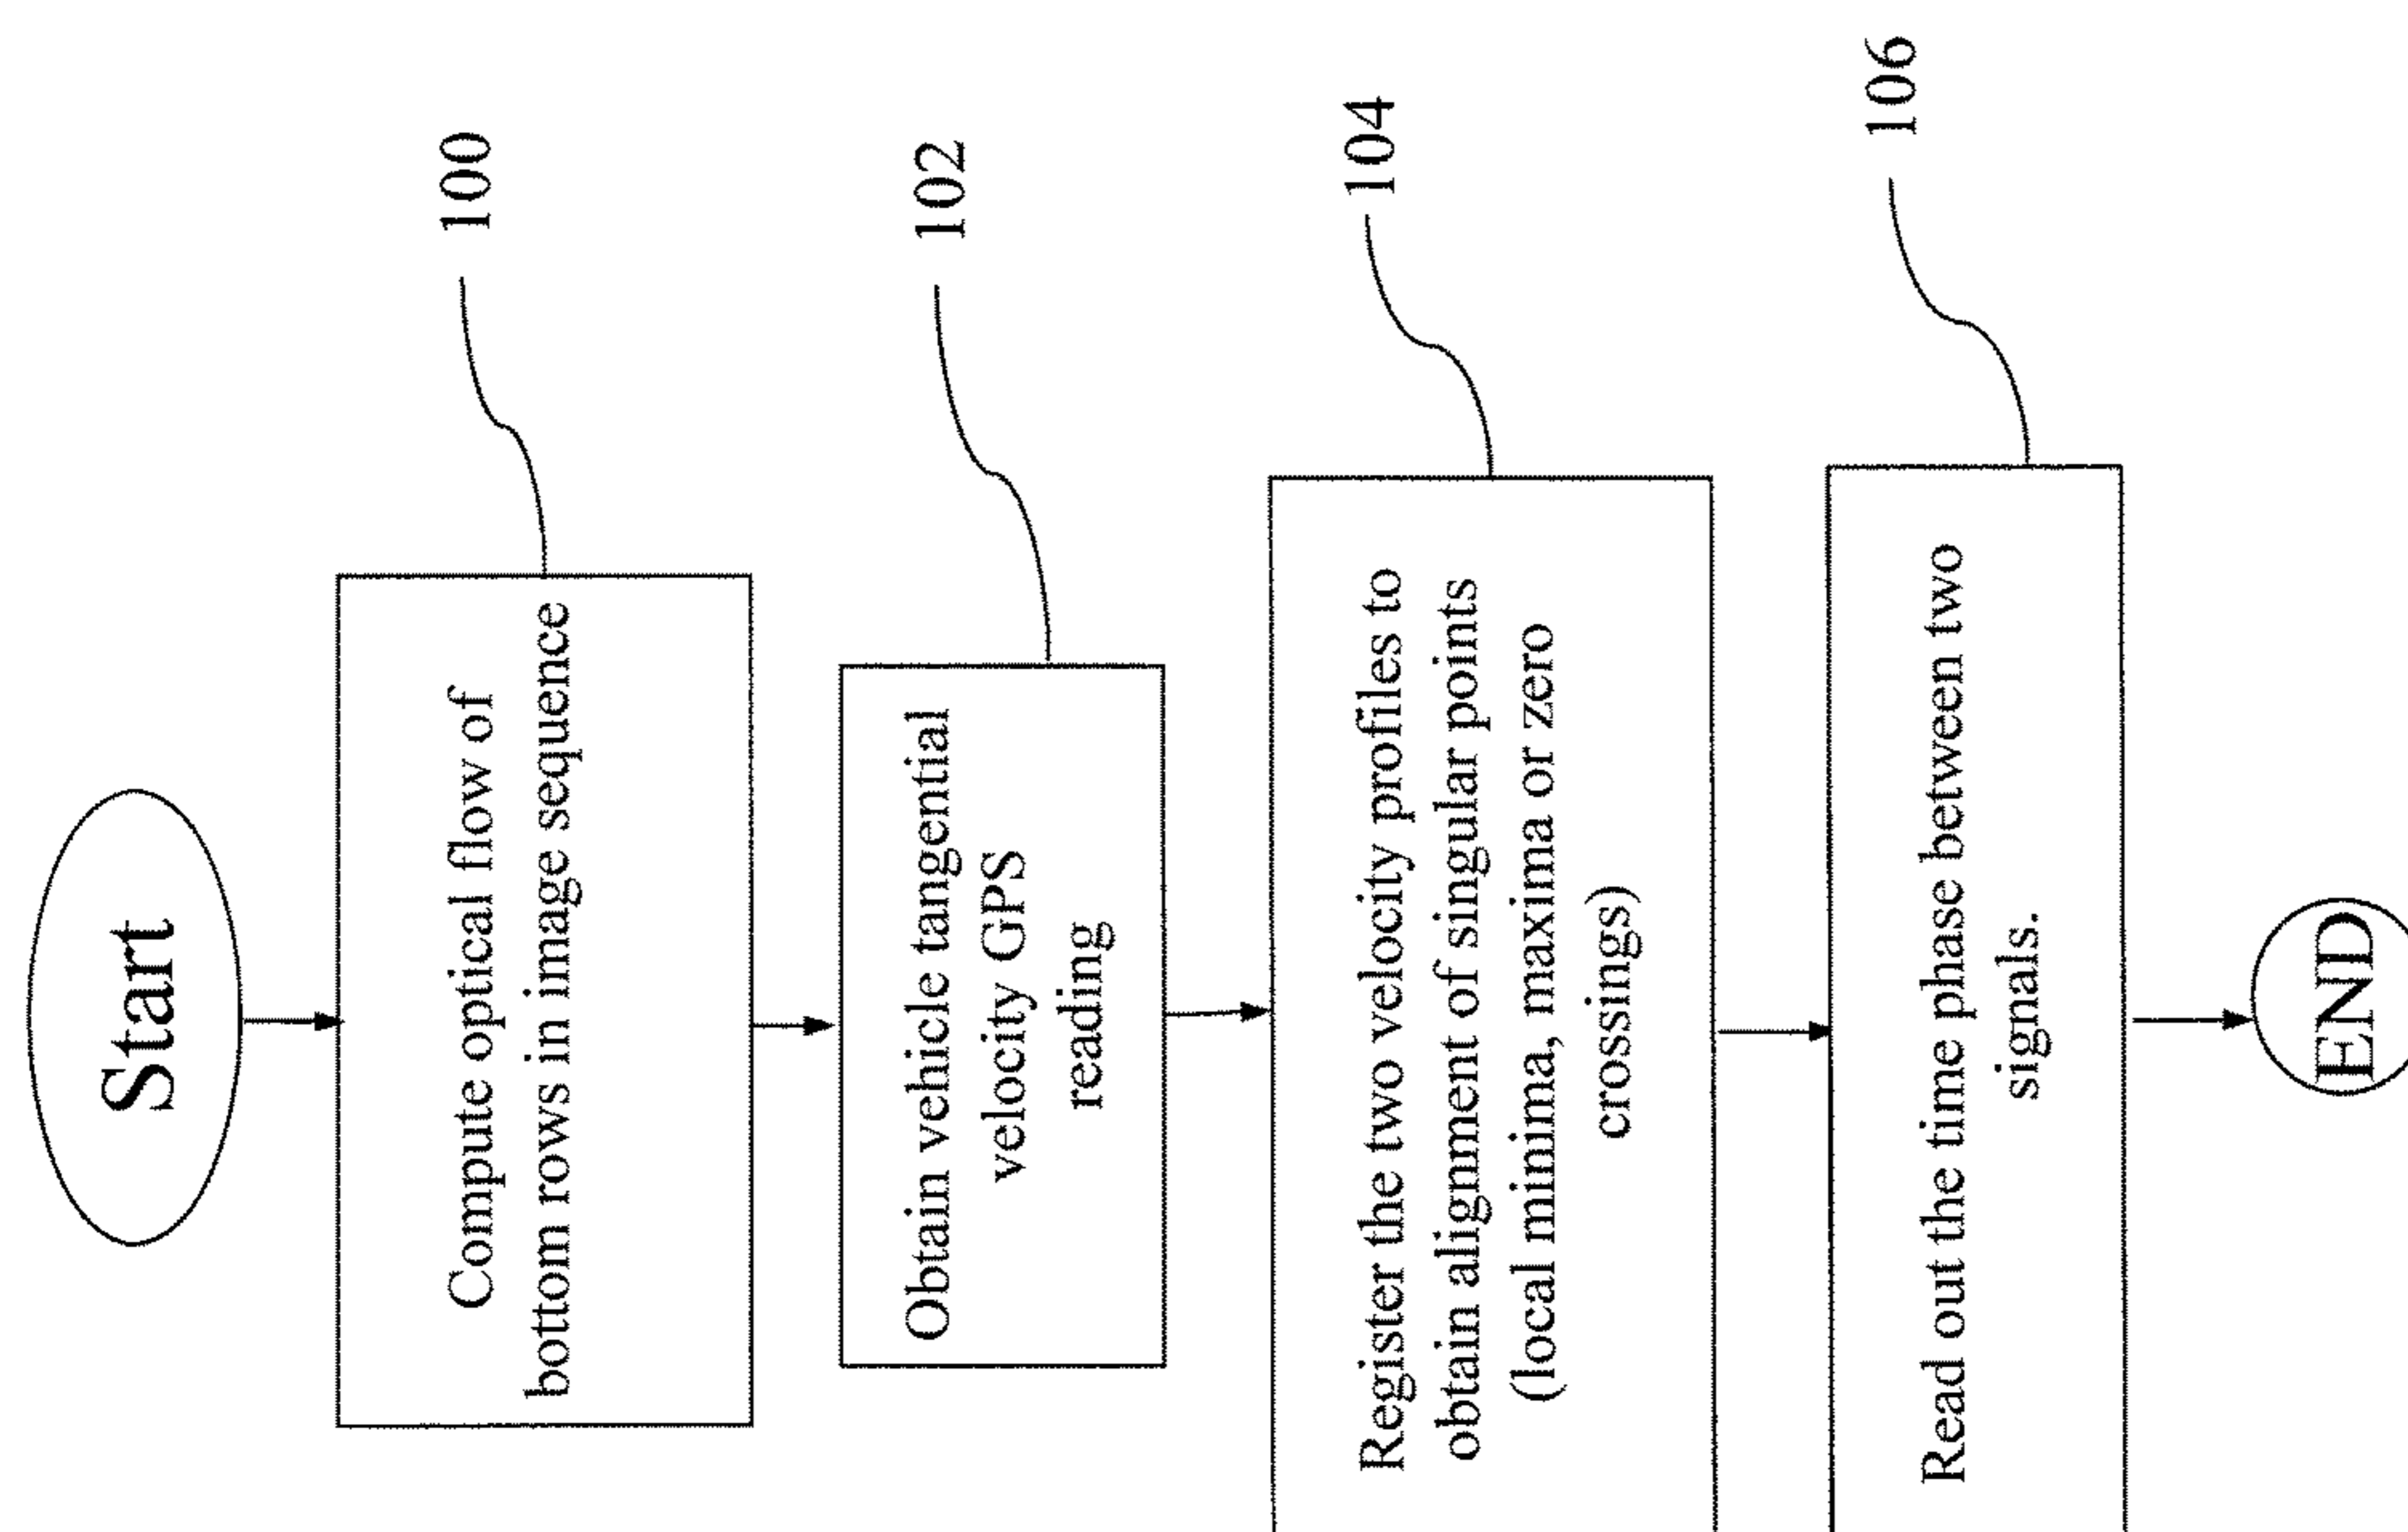 Start
Compute optical flow of
bottom rows in image sequence
100
Obtain vehicle tangential
velocity GPS
reading
102
Register the two velocity profiles to
obtain alignment of singular points
(local minima, maxima or zero
crossings)
104
Read out the time phase between two
signals.
106
END